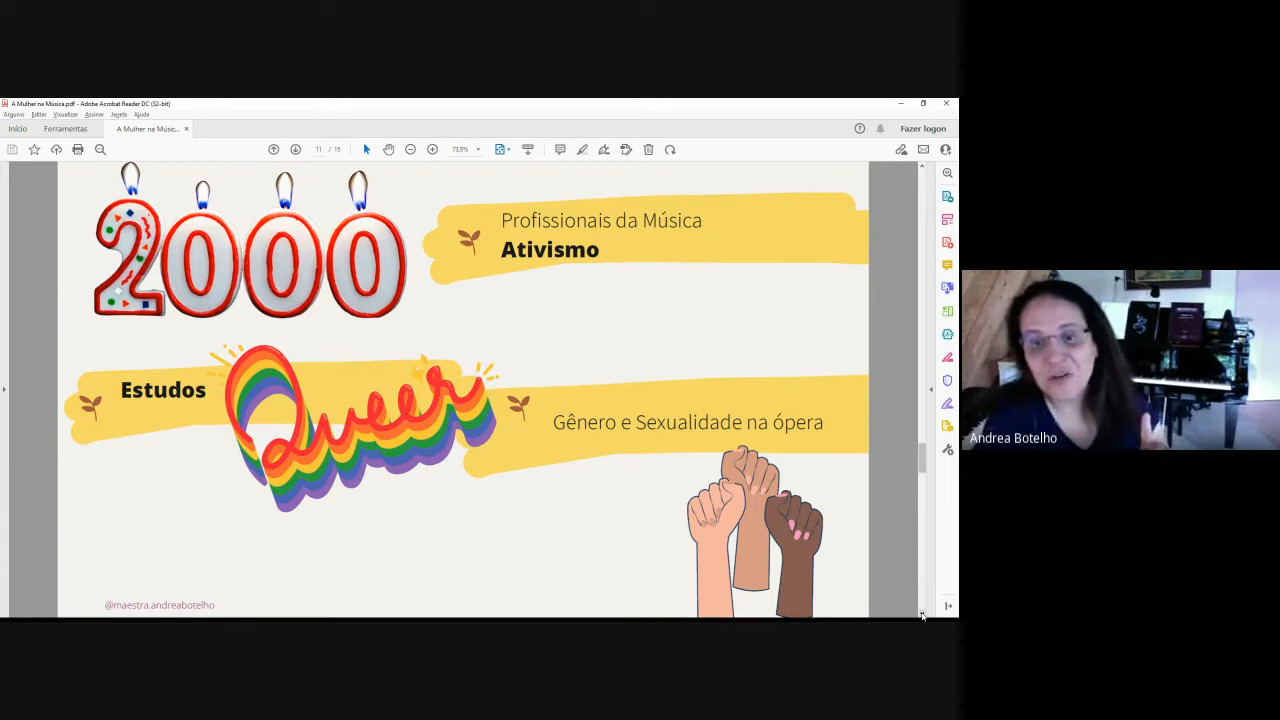 A Mulher na Música.pdf - Adobe Acrobat Reader DC (32-bit)
Arquivo Editar Visualizar Assinar Janela Ajuda
Início Ferramentas A Mulher na Músic... Fazer logon
11 / 15 73,8%
2000
Profissionais da Música
Ativismo
Estudos
Queer
Gênero e Sexualidade na ópera
@maestra.andreabotelho
Andrea Botelho